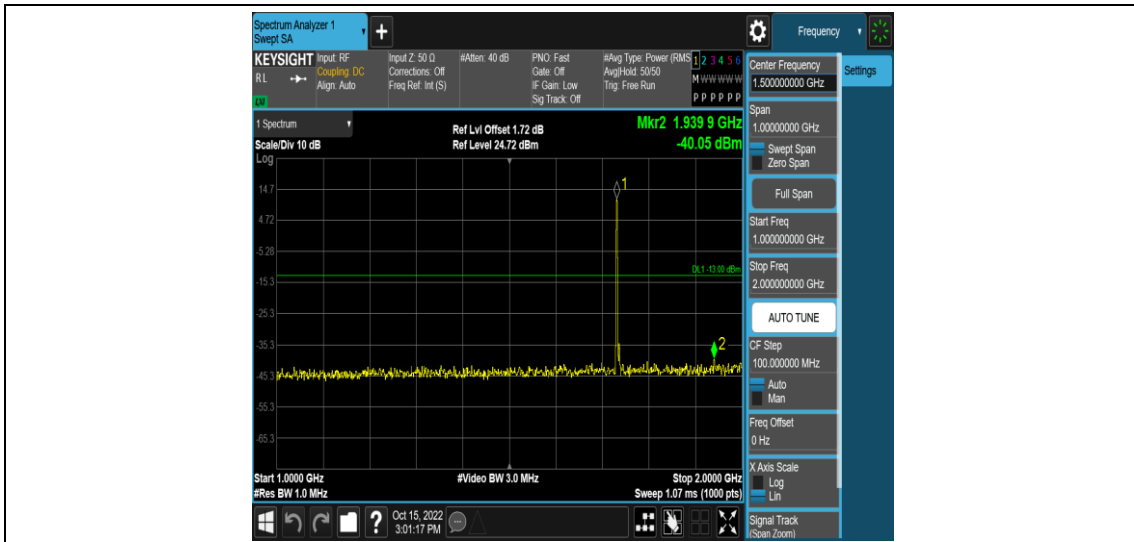 Spectrum Analyzer 1
Swept SA
Frequency
KEYSIGHT
RL
LXI
Input: RF
Coupling: DC
Align: Auto
Input Z: 50 Ω
Corrections: Off
Freq Ref: Int (S)
#Atten: 40 dB
PNO: Fast
Gate: Off
IF Gain: Low
Sig Track: Off
#Avg Type: Power (RMS
Avg|Hold: 50/50
Trig: Free Run
1 2 3 4 5 6
M W W W W W
P P P P P P
Center Frequency
1.500000000 GHz
Settings
1 Spectrum
Scale/Div 10 dB
Ref Lvl Offset 1.72 dB
Ref Level 24.72 dBm
Mkr2 1.939 9 GHz
-40.05 dBm
Log
14.7
4.72
-5.28
-15.3
-25.3
-35.3
-45.3
-55.3
-65.3
1
DL1 -13.00 dBm
2
Start 1.0000 GHz
#Res BW 1.0 MHz
#Video BW 3.0 MHz
Stop 2.0000 GHz
Sweep 1.07 ms (1000 pts)
Span
1.00000000 GHz
Swept Span
Zero Span
Full Span
Start Freq
1.000000000 GHz
Stop Freq
2.000000000 GHz
AUTO TUNE
CF Step
100.000000 MHz
Auto
Man
Freq Offset
0 Hz
X Axis Scale
Log
Lin
Signal Track
(Span Zoom)
?
Oct 15, 2022
3:01:17 PM